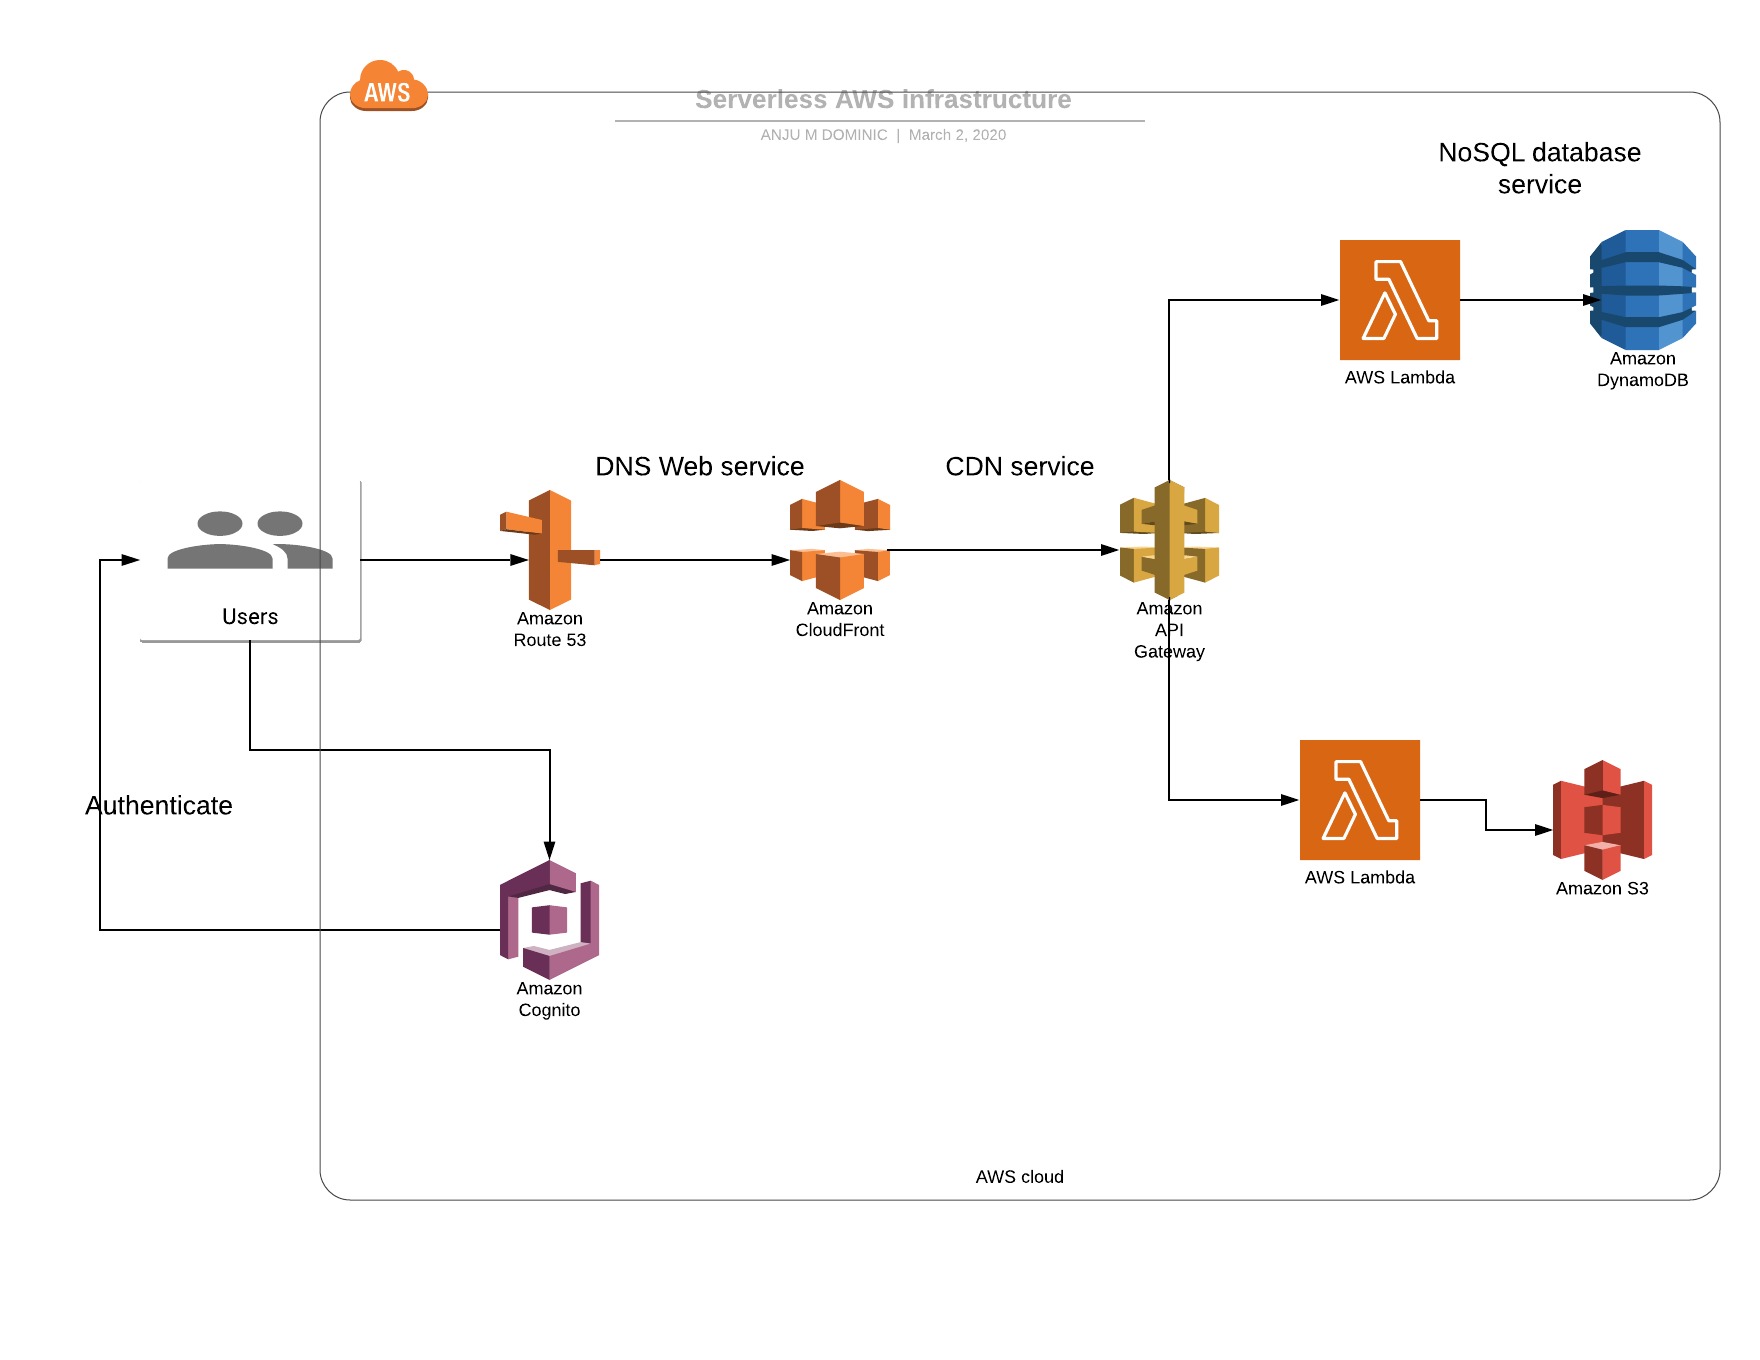 AWS
Serverless AWS infrastructure
ANJU M DOMINIC | March 2, 2020
NoSQL database
service
Amazon
DynamoDB
AWS Lambda
DNS Web service
CDN service
Users
Amazon
Route 53
Amazon
CloudFront
Amazon
API
Gateway
Authenticate
AWS Lambda
Amazon S3
Amazon
Cognito
AWS cloud